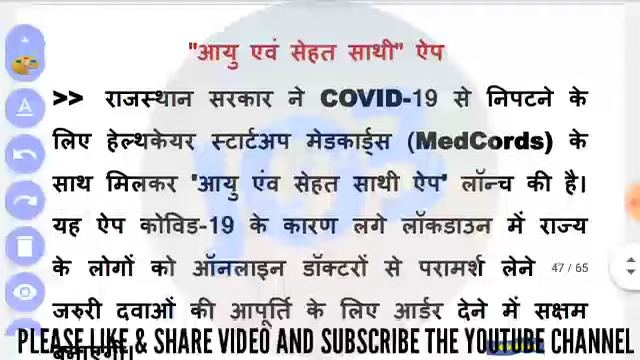 "आयु एवं सेहत साथी" ऐप
>> राजस्थान सरकार ने COVID-19 से निपटने के
लिए हेल्थकेयर स्टार्टअप मेडकार्ड्स (MedCords) के
साथ मिलकर 'आयु एंव सेहत साथी ऐप' लॉन्च की है।
यह ऐप कोविड-19 के कारण लगे लॉकडाउन में राज्य
के लोगों को ऑनलाइन डॉक्टरों से परामर्श लेने
47 / 65
जरुरी दवाओं की आपूर्ति के लिए आर्डर देने में सक्षम
बनाएगी।
PLEASE LIKE & SHARE VIDEO AND SUBSCRIBE THE YOUTUBE CHANNEL